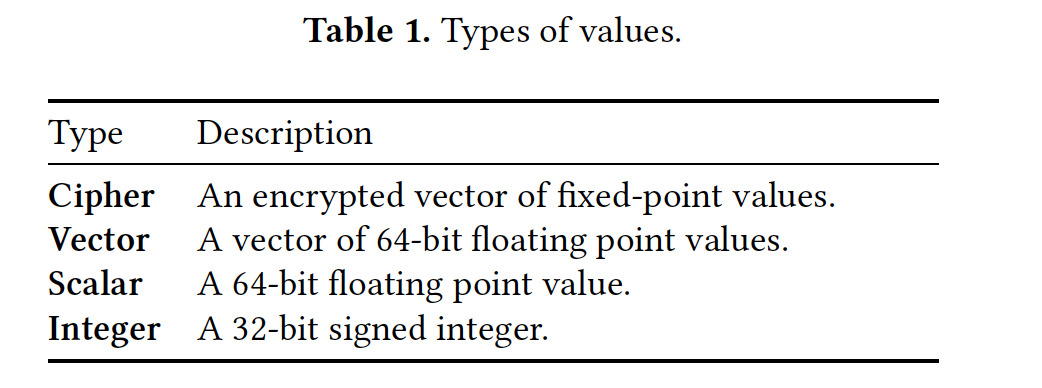 Table 1. Types of values.
Type Description
Cipher An encrypted vector of fixed-point values.
Vector A vector of 64-bit floating point values.
Scalar A 64-bit floating point value.
Integer A 32-bit signed integer.